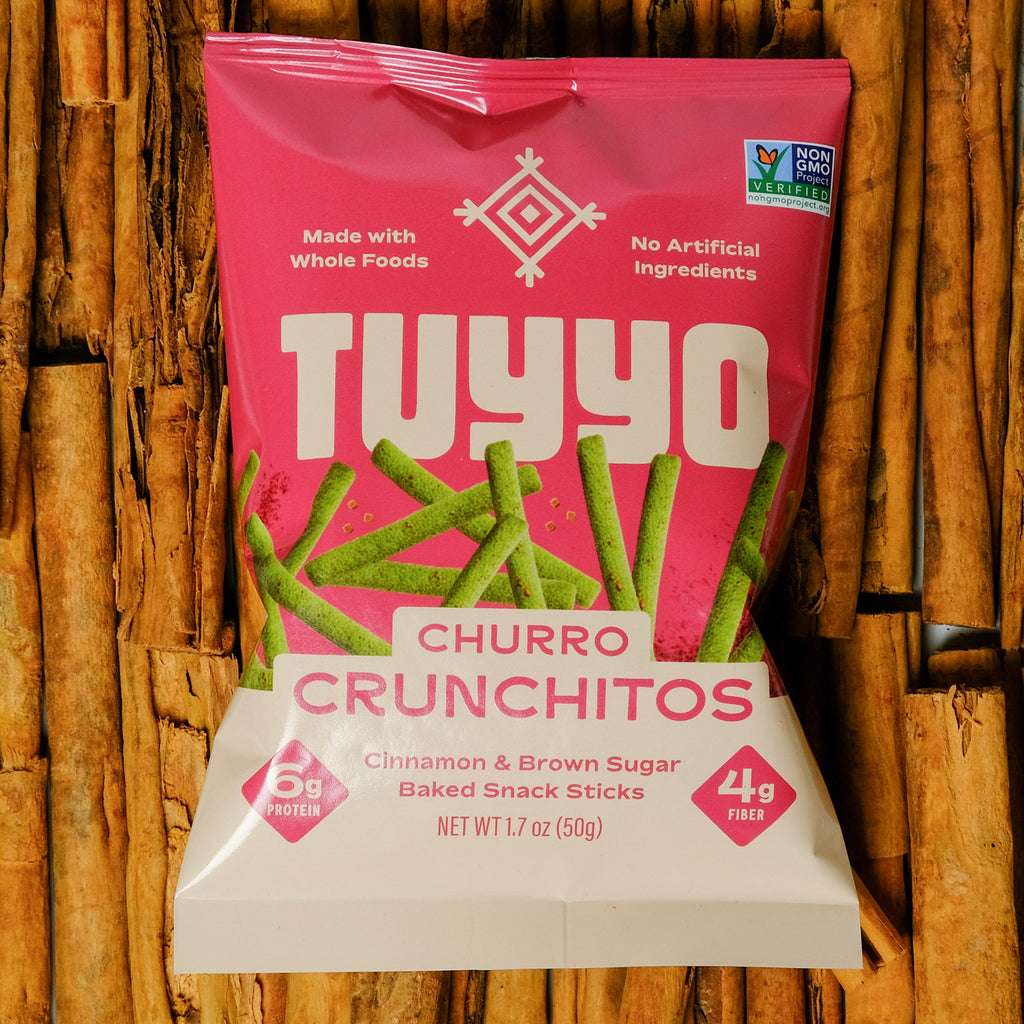 NON
GMO
Project
VERIFIED
nongmoproject.org
Made with
Whole Foods
No Artificial
Ingredients
TUYYO
CHURRO
CRUNCHITOS
Cinnamon & Brown Sugar
Baked Snack Sticks
NET WT 1.7 oz (50g)
6g
PROTEIN
4g
FIBER